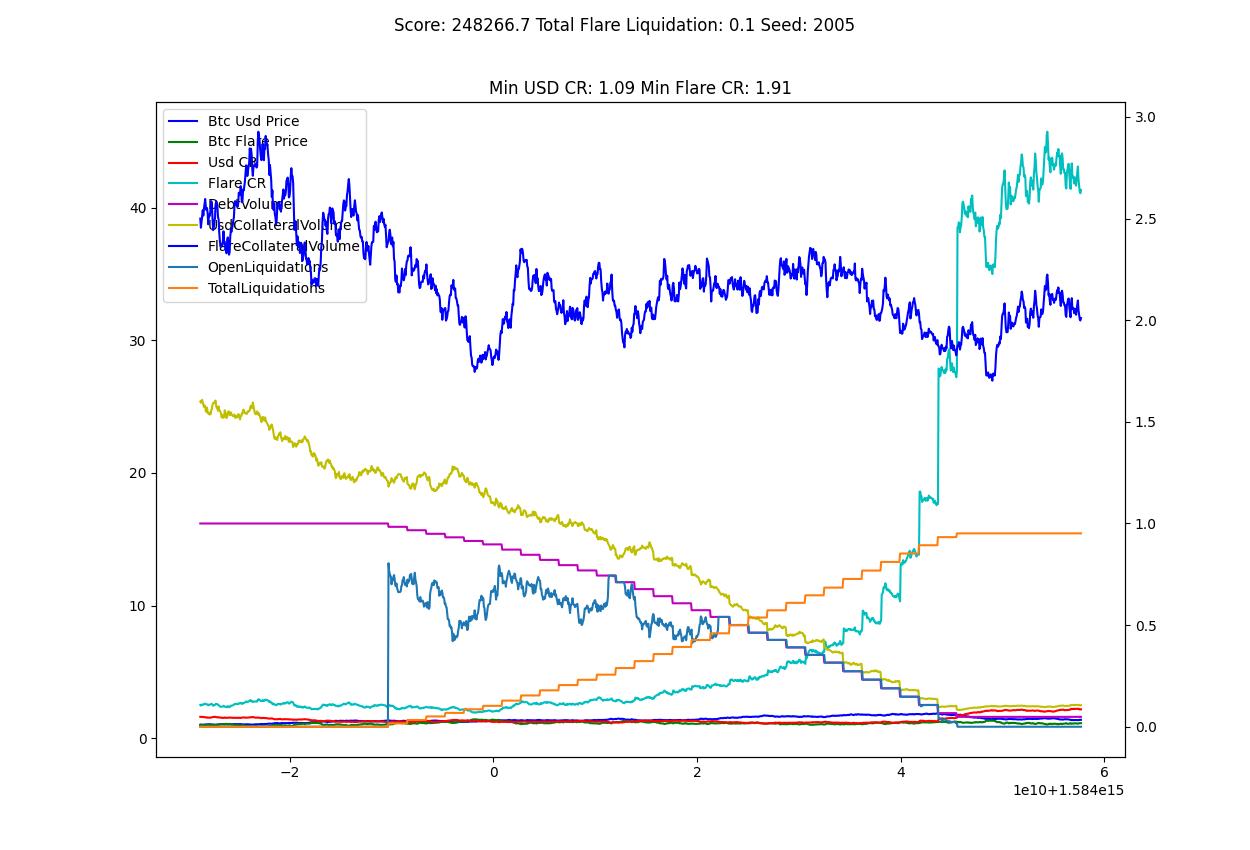 Score: 248266.7 Total Flare Liquidation: 0.1 Seed: 2005
Min USD CR: 1.09 Min Flare CR: 1.91
Btc Usd Price
Btc Flare Price
Usd CR
Flare CR
DebtVolume
UsdCollateralVolume
FlareCollateralVolume
OpenLiquidations
TotalLiquidations
40
30
20
10
0
3.0
2.5
2.0
1.5
1.0
0.5
0.0
−2
0
2
4
6
1e10+1.584e15